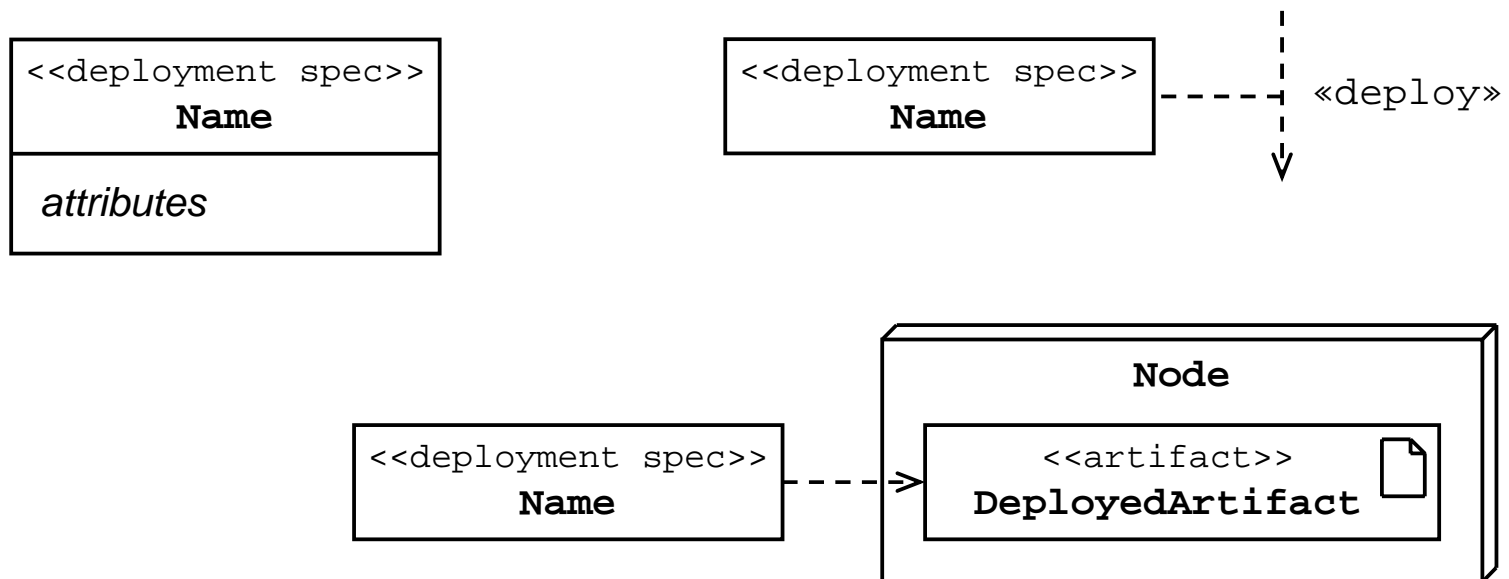 <<deployment spec>>
Name
attributes
<<deployment spec>>
Name
«deploy»
Node
<<deployment spec>>
Name
<<artifact>>
DeployedArtifact